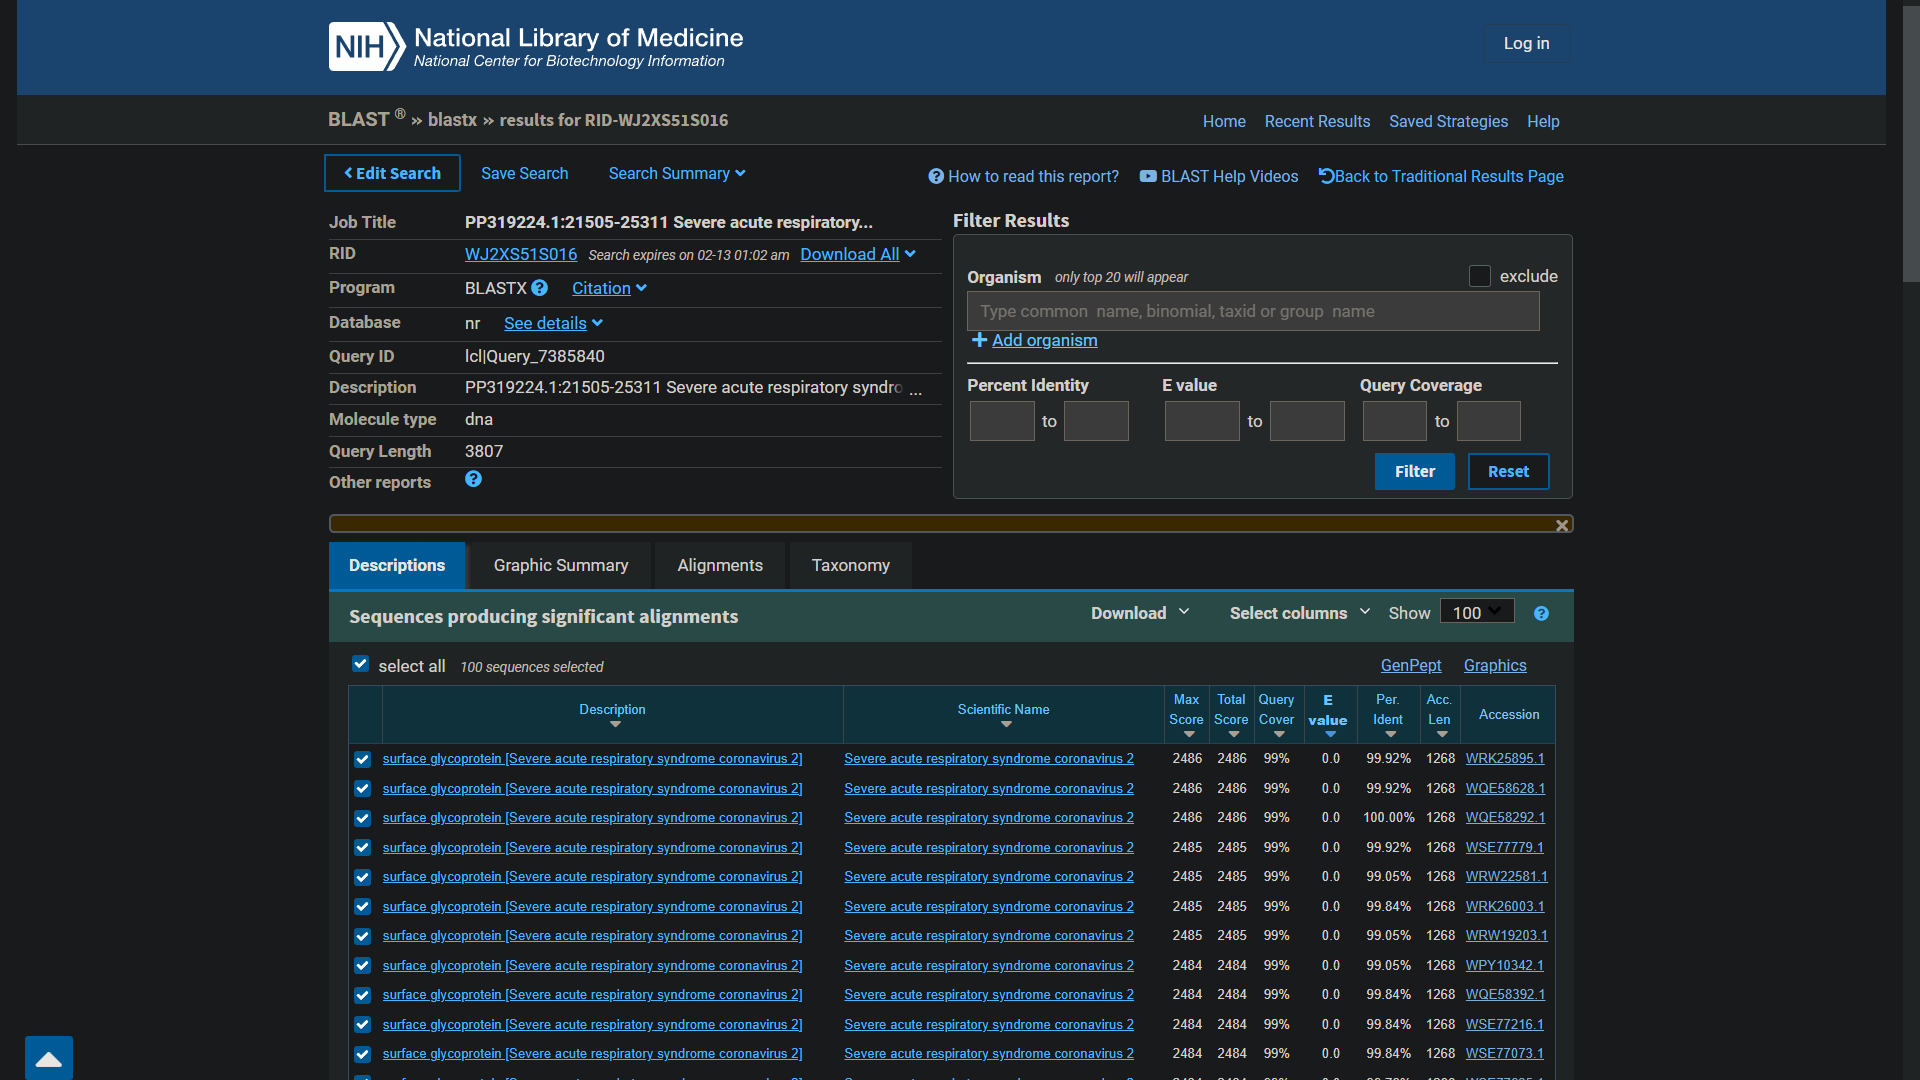 NIH National Library of Medicine
National Center for Biotechnology Information
Log in
BLAST ® » blastx » results for RID-WJ2XS51S016
Home Recent Results Saved Strategies Help
Edit Search Save Search Search Summary
How to read this report? BLAST Help Videos Back to Traditional Results Page
Job Title PP319224.1:21505-25311 Severe acute respiratory...
RID WJ2XS51S016 Search expires on 02-13 01:02 am Download All
Program BLASTX ? Citation
Database nr See details
Query ID lcl|Query_7385840
Description PP319224.1:21505-25311 Severe acute respiratory syndro ...
Molecule type dna
Query Length 3807
Other reports ?
Filter Results
Organism only top 20 will appear exclude
Type common name, binomial, taxid or group name
+ Add organism
Percent Identity E value Query Coverage
to to to
Filter Reset
Descriptions Graphic Summary Alignments Taxonomy
Sequences producing significant alignments Download Select columns Show 100 ?
select all 100 sequences selected GenPept Graphics
Description Scientific Name Max Score Total Score Query Cover E value Per. Ident Acc. Len Accession
surface glycoprotein [Severe acute respiratory syndrome coronavirus 2] Severe acute respiratory syndrome coronavirus 2 2486 2486 99% 0.0 99.92% 1268 WRK25895.1
surface glycoprotein [Severe acute respiratory syndrome coronavirus 2] Severe acute respiratory syndrome coronavirus 2 2486 2486 99% 0.0 99.92% 1268 WQE58628.1
surface glycoprotein [Severe acute respiratory syndrome coronavirus 2] Severe acute respiratory syndrome coronavirus 2 2486 2486 99% 0.0 100.00% 1268 WQE58292.1
surface glycoprotein [Severe acute respiratory syndrome coronavirus 2] Severe acute respiratory syndrome coronavirus 2 2485 2485 99% 0.0 99.92% 1268 WSE77779.1
surface glycoprotein [Severe acute respiratory syndrome coronavirus 2] Severe acute respiratory syndrome coronavirus 2 2485 2485 99% 0.0 99.05% 1268 WRW22581.1
surface glycoprotein [Severe acute respiratory syndrome coronavirus 2] Severe acute respiratory syndrome coronavirus 2 2485 2485 99% 0.0 99.84% 1268 WRK26003.1
surface glycoprotein [Severe acute respiratory syndrome coronavirus 2] Severe acute respiratory syndrome coronavirus 2 2485 2485 99% 0.0 99.05% 1268 WRW19203.1
surface glycoprotein [Severe acute respiratory syndrome coronavirus 2] Severe acute respiratory syndrome coronavirus 2 2484 2484 99% 0.0 99.05% 1268 WPY10342.1
surface glycoprotein [Severe acute respiratory syndrome coronavirus 2] Severe acute respiratory syndrome coronavirus 2 2484 2484 99% 0.0 99.84% 1268 WQE58392.1
surface glycoprotein [Severe acute respiratory syndrome coronavirus 2] Severe acute respiratory syndrome coronavirus 2 2484 2484 99% 0.0 99.84% 1268 WSE77216.1
surface glycoprotein [Severe acute respiratory syndrome coronavirus 2] Severe acute respiratory syndrome coronavirus 2 2484 2484 99% 0.0 99.84% 1268 WSE77073.1